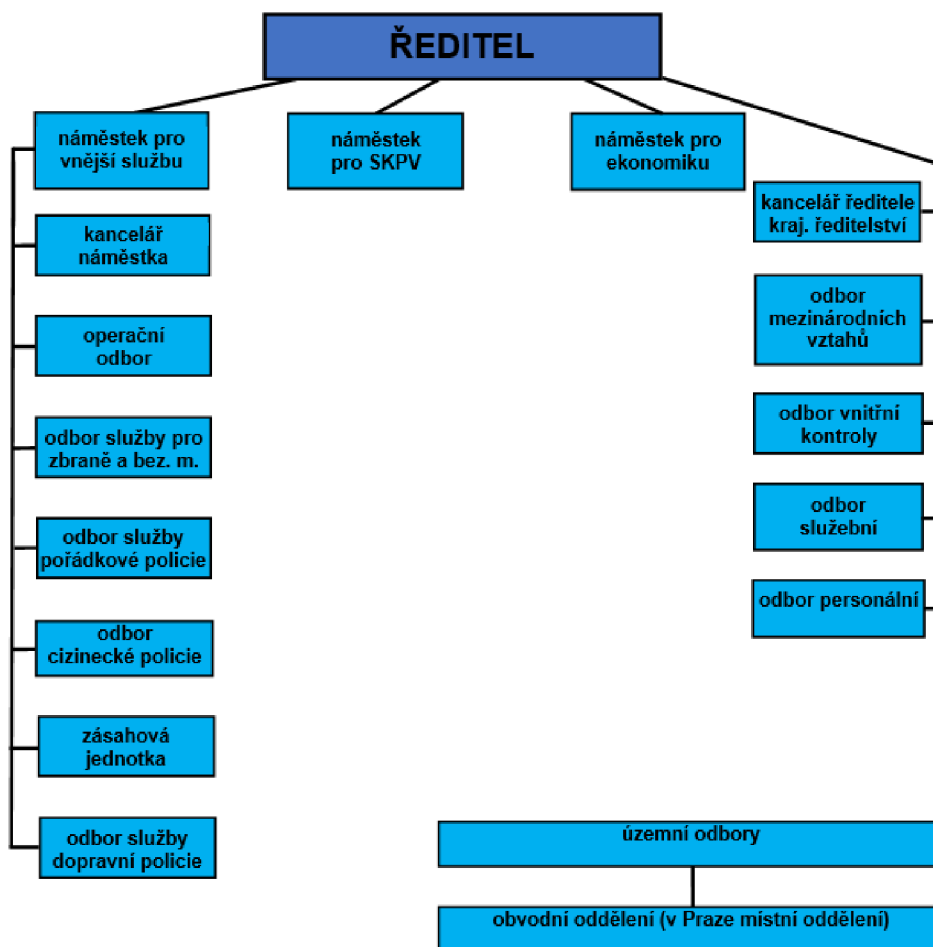 ŘEDITEL
náměstek pro
vnější službu
náměstek
pro SKPV
náměstek pro
ekonomiku
kancelář
náměstka
operační
odbor
odbor služby pro
zbraně a bez. m.
odbor služby
pořádkové policie
odbor
cizinecké policie
zásahová
jednotka
odbor služby
dopravní policie
kancelář ředitele
kraj. ředitelství
odbor
mezinárodních
vztahů
odbor vnitřní
kontroly
odbor
služební
odbor personální
územní odbory
obvodní oddělení (v Praze místní oddělení)